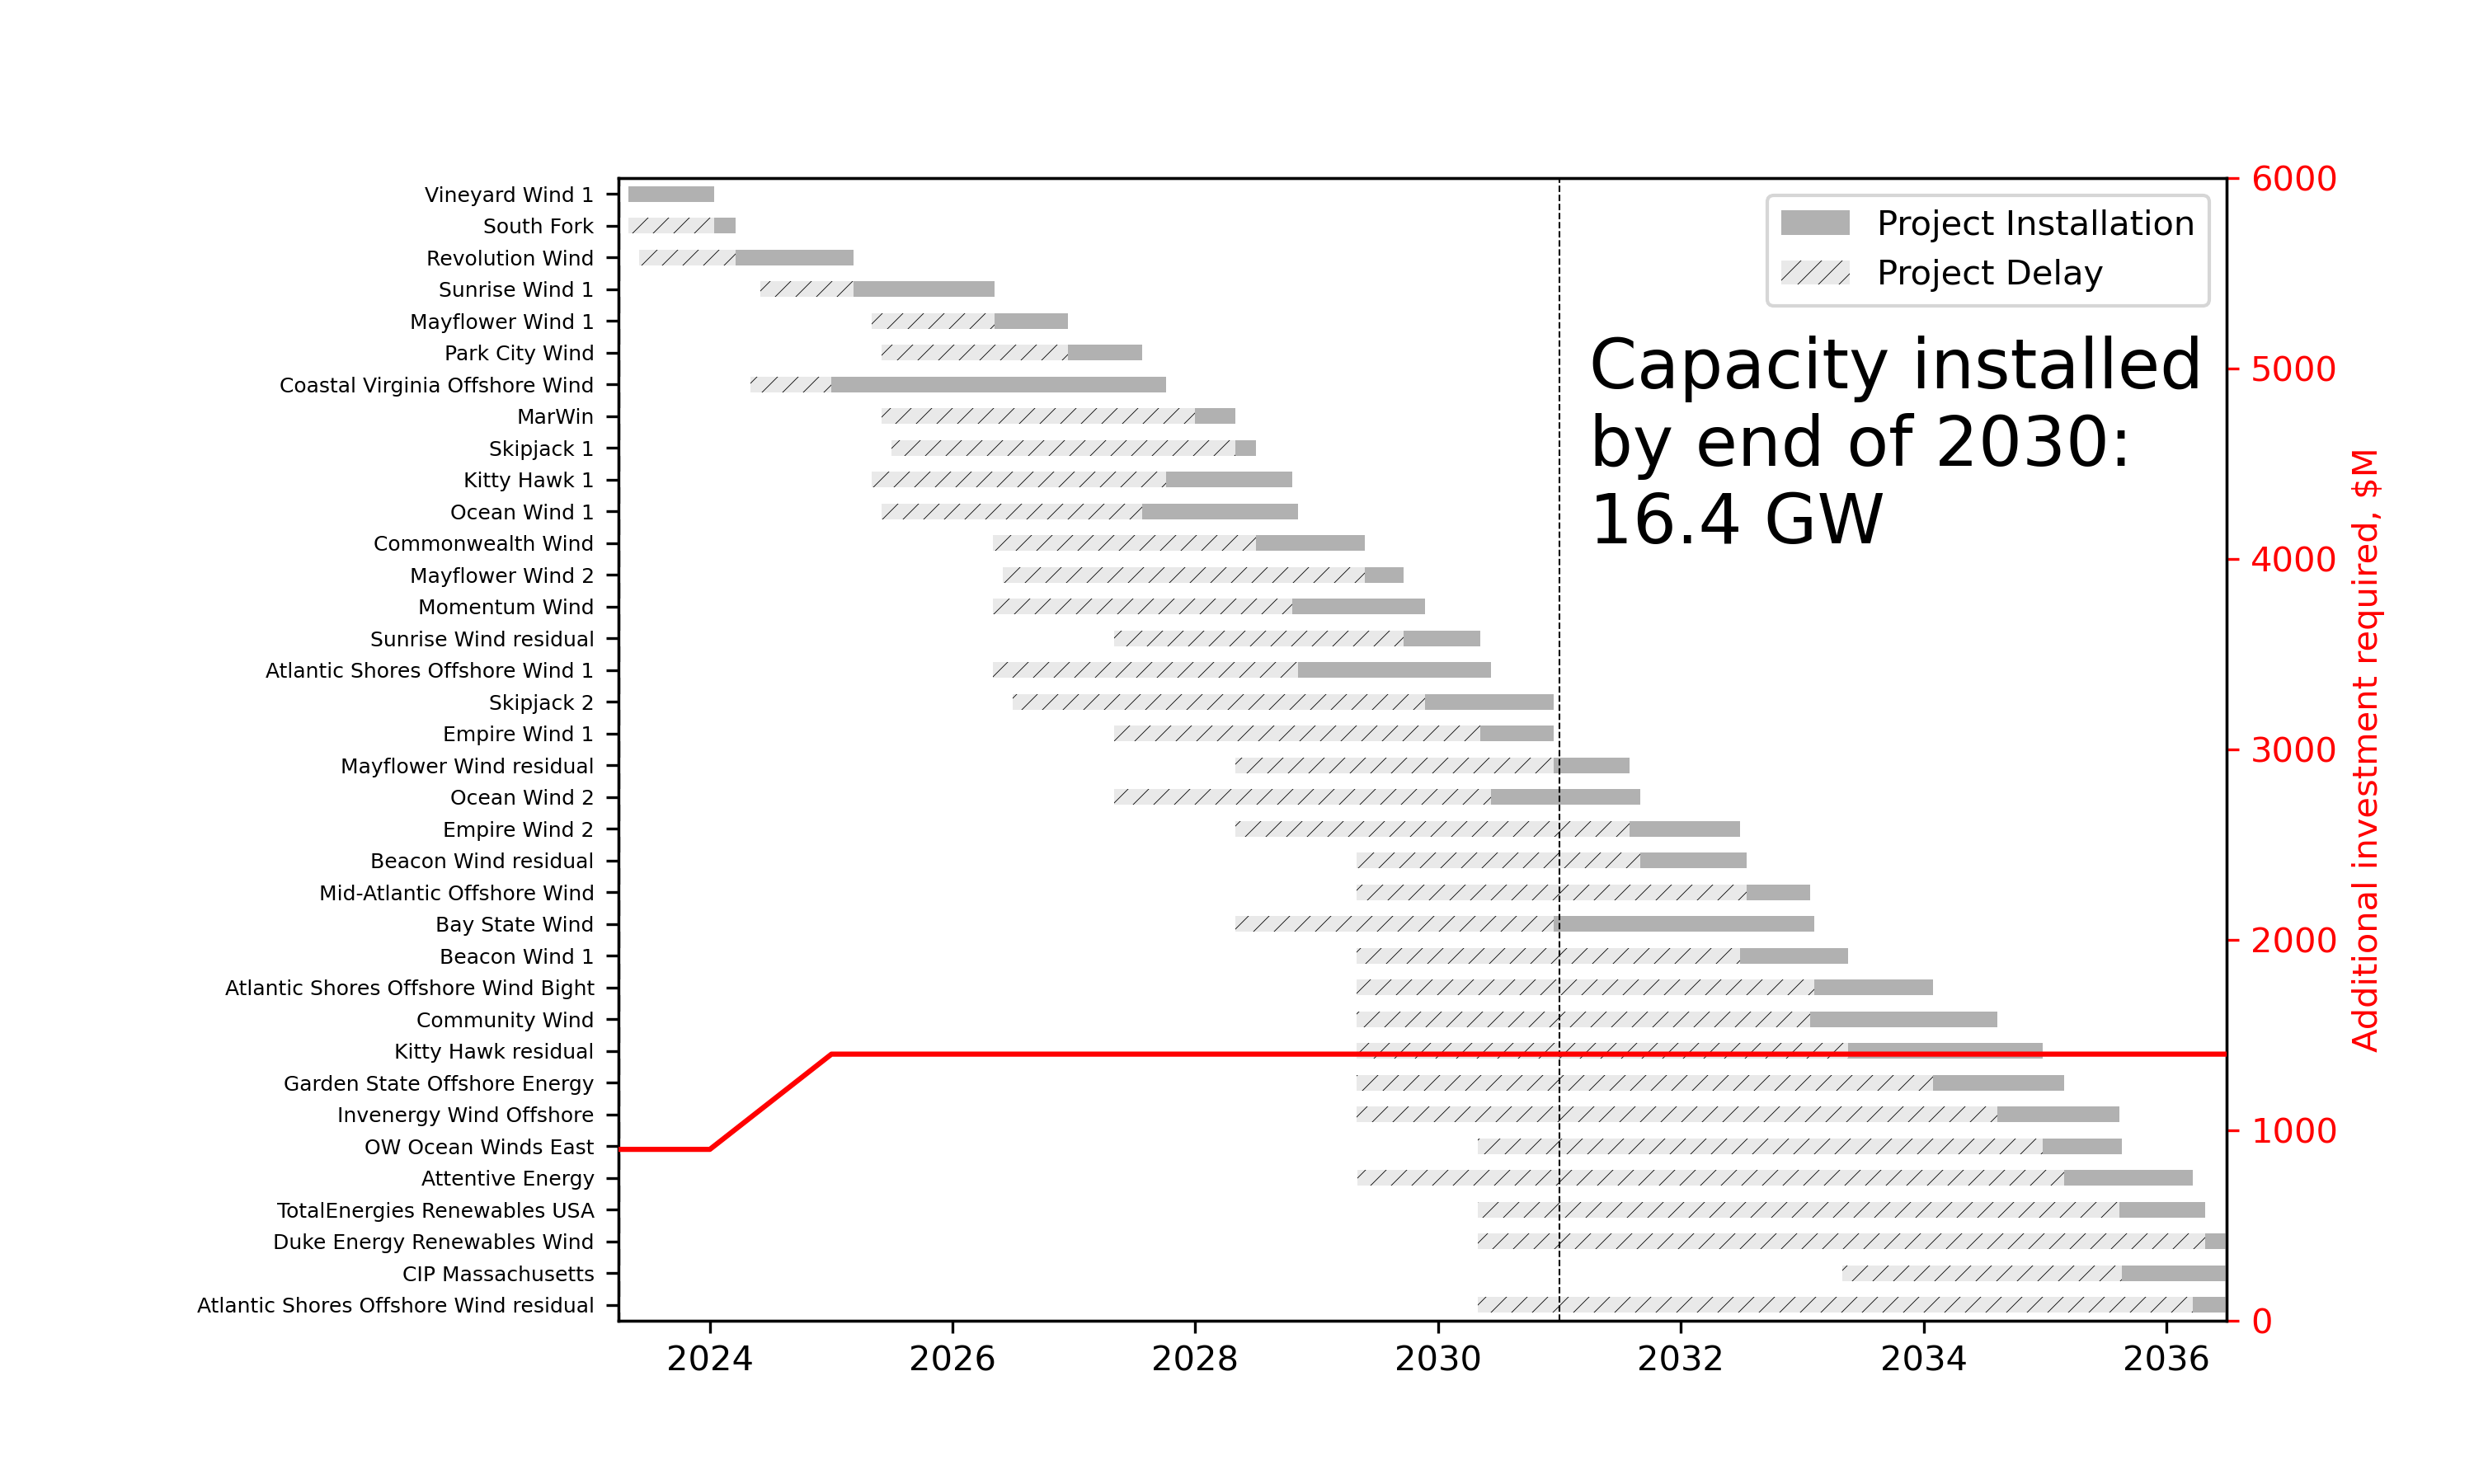 Vineyard Wind 1
South Fork
Revolution Wind
Sunrise Wind 1
Mayflower Wind 1
Park City Wind
Coastal Virginia Offshore Wind
MarWin
Skipjack 1
Kitty Hawk 1
Ocean Wind 1
Commonwealth Wind
Mayflower Wind 2
Momentum Wind
Sunrise Wind residual
Atlantic Shores Offshore Wind 1
Skipjack 2
Empire Wind 1
Mayflower Wind residual
Ocean Wind 2
Empire Wind 2
Beacon Wind residual
Mid-Atlantic Offshore Wind
Bay State Wind
Beacon Wind 1
Atlantic Shores Offshore Wind Bight
Community Wind
Kitty Hawk residual
Garden State Offshore Energy
Invenergy Wind Offshore
OW Ocean Winds East
Attentive Energy
TotalEnergies Renewables USA
Duke Energy Renewables Wind
CIP Massachusetts
Atlantic Shores Offshore Wind residual
Project Installation
Project Delay
Capacity installed
by end of 2030:
16.4 GW
6000
5000
4000
3000
2000
1000
0
Additional investment required, $M
2024
2026
2028
2030
2032
2034
2036